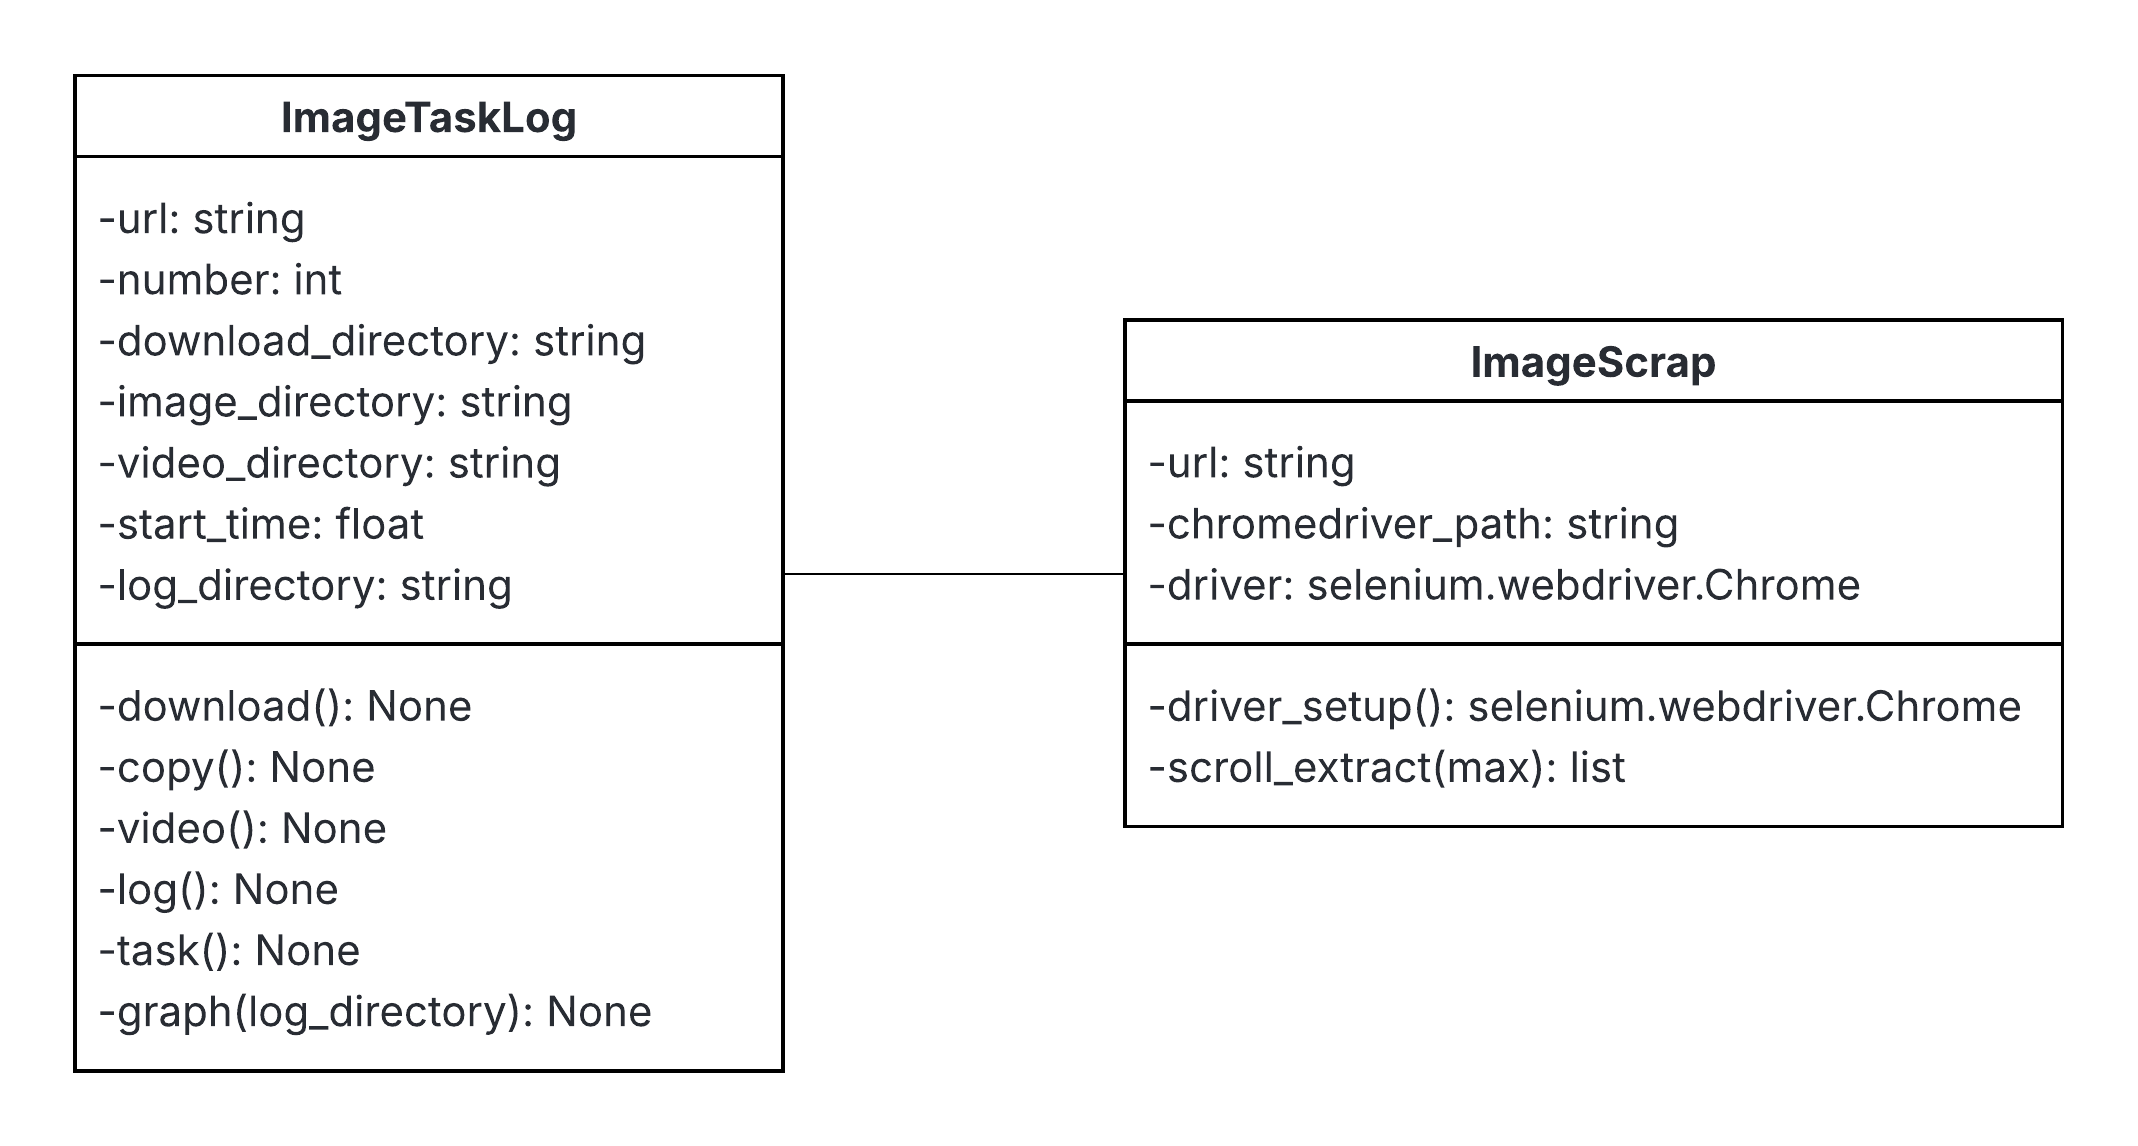 ImageTaskLog
-url: string
-number: int
-download_directory: string
-image_directory: string
-video_directory: string
-start_time: float
-log_directory: string
-download(): None
-copy(): None
-video(): None
-log(): None
-task(): None
-graph(log_directory): None
ImageScrap
-url: string
-chromedriver_path: string
-driver: selenium.webdriver.Chrome
-driver_setup(): selenium.webdriver.Chrome
-scroll_extract(max): list